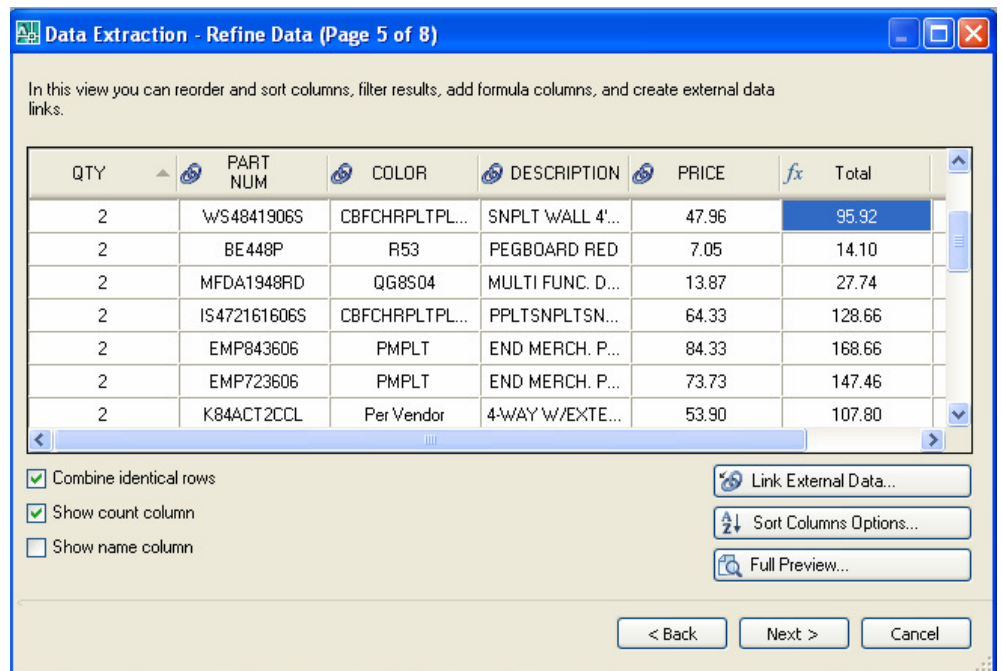 Data Extraction - Refine Data (Page 5 of 8)
In this view you can reorder and sort columns, filter results, add formula columns, and create external data
links.
QTY PART NUM COLOR DESCRIPTION PRICE fx Total
2 WS4841906S CBFCHRPLTPL... SNPLT WALL 4'... 47.96 95.92
2 BE448P R53 PEGBOARD RED 7.05 14.10
2 MFDA1948RD QG8S04 MULTI FUNC. D... 13.87 27.74
2 IS472161606S CBFCHRPLTPL... PPLTSNPLTSN... 64.33 128.66
2 EMP843606 PMPLT END MERCH. P... 84.33 168.66
2 EMP723606 PMPLT END MERCH. P... 73.73 147.46
2 K84ACT2CCL Per Vendor 4-WAY W/EXTE... 53.90 107.80
Combine identical rows
Show count column
Show name column
Link External Data...
Sort Columns Options...
Full Preview...
< Back Next > Cancel